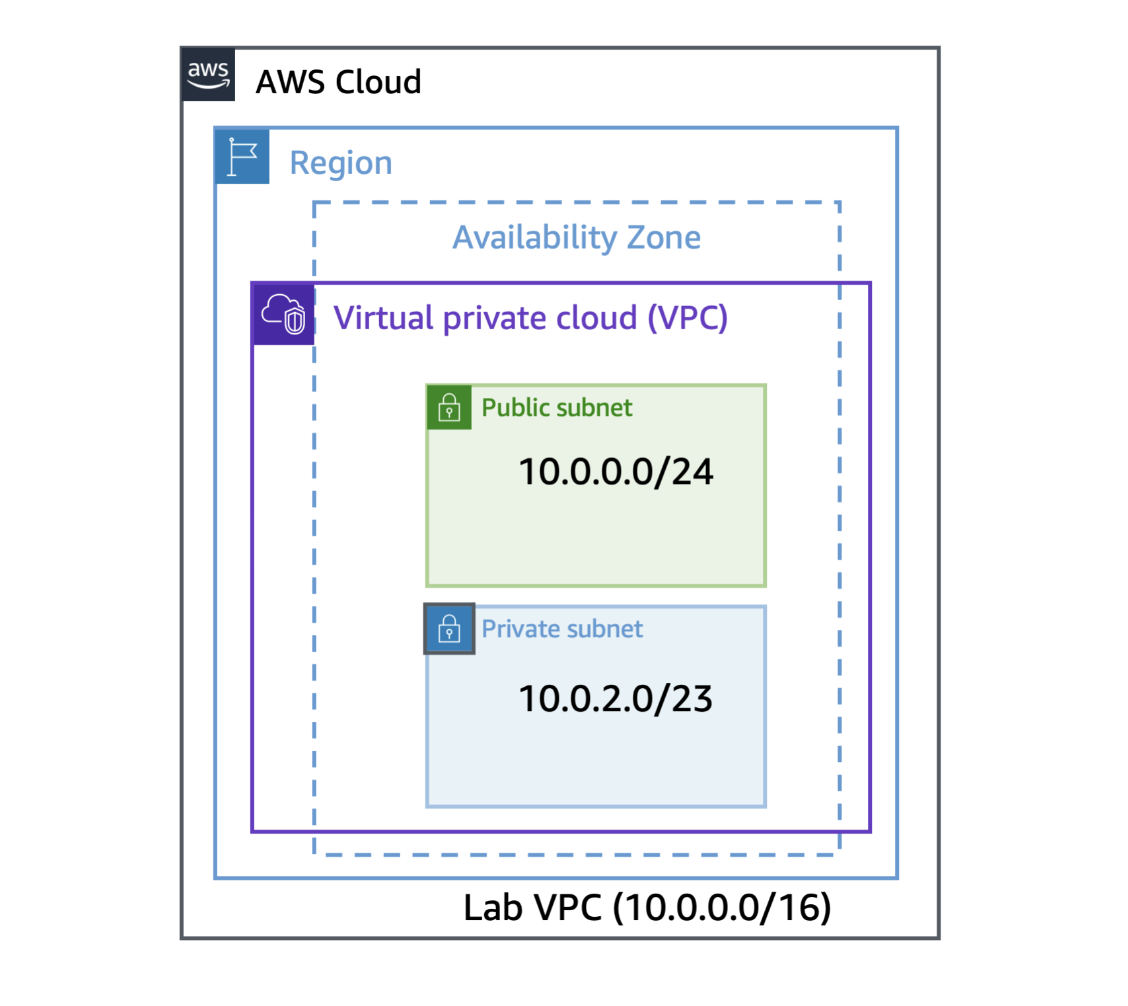 aws
AWS Cloud
Region
Availability Zone
Virtual private cloud (VPC)
Public subnet
10.0.0.0/24
Private subnet
10.0.2.0/23
Lab VPC (10.0.0.0/16)